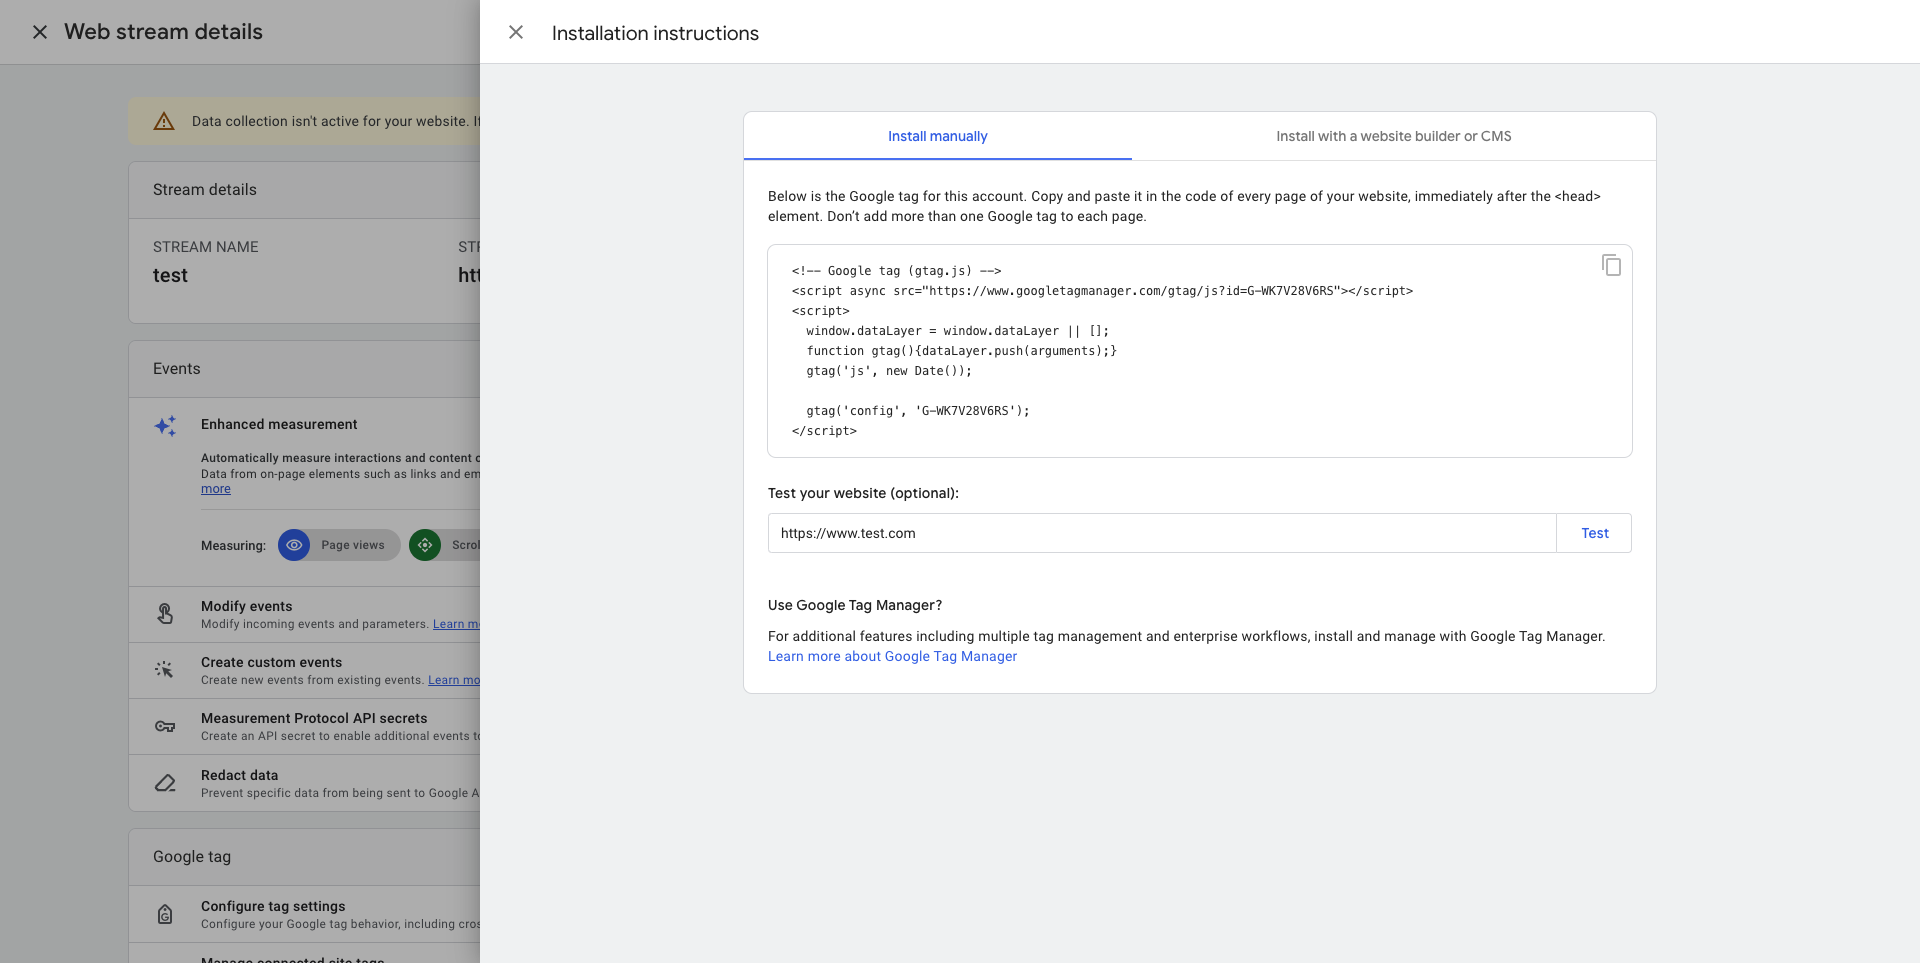 Web stream details
Data collection isn't active for your website. If
Stream details
STREAM NAME
test
Events
Enhanced measurement
Automatically measure interactions and content
Data from on-page elements such as links and
more
Measuring:
Page views
Modify events
Modify incoming events and parameters. Learn
Create custom events
Create new events from existing events. Learn
Measurement Protocol API secrets
Create an API secret to enable additional events
Redact data
Prevent specific data from being sent to Google
Google tag
Configure tag settings
Configure your Google tag behavior, including
Manage connected site tags
Installation instructions
Install manually
Install with a website builder or CMS
Below is the Google tag for this account. Copy and paste it in the code of every page of your website, immediately after the <head>
element. Don’t add more than one Google tag to each page.
<!-- Google tag (gtag.js) -->
<script async src="https://www.googletagmanager.com/gtag/js?id=G-WK7V28V6RS"></script>
<script>
window.dataLayer = window.dataLayer || [];
function gtag(){dataLayer.push(arguments);}
gtag('js', new Date());
gtag('config', 'G-WK7V28V6RS');
</script>
Test your website (optional):
https://www.test.com
Test
Use Google Tag Manager?
For additional features including multiple tag management and enterprise workflows, install and manage with Google Tag Manager.
Learn more about Google Tag Manager